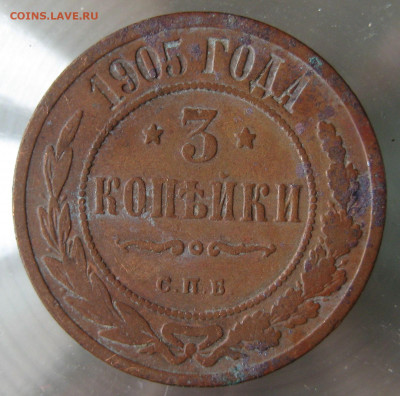 COINS.LAVE.RU
1905 ГОДА
3
КОПѢЙКИ
С.П.Б